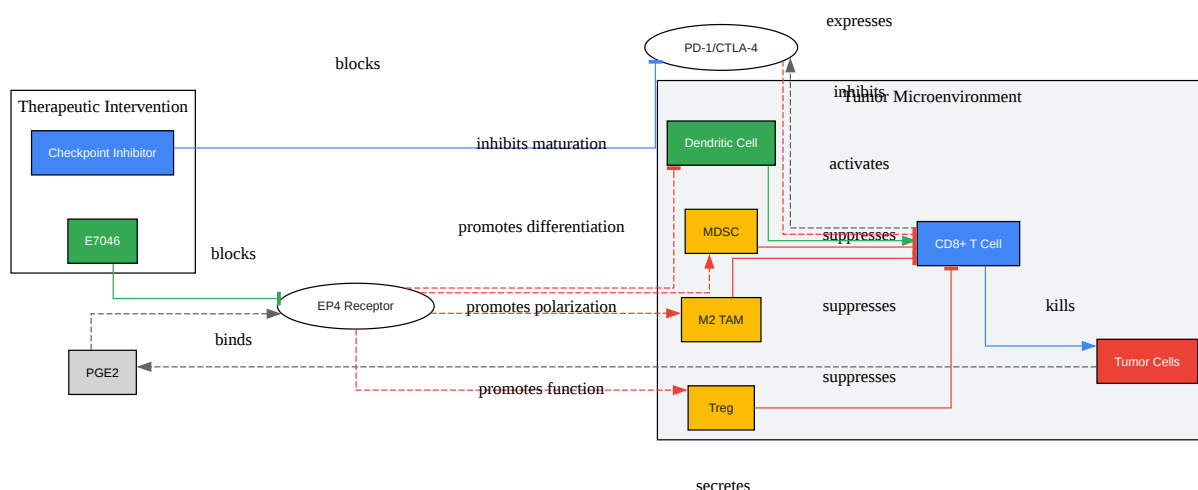 expresses
PD-1/CTLA-4
blocks
inhibits
Tumor Microenvironment
Therapeutic Intervention
Checkpoint Inhibitor
inhibits maturation
Dendritic Cell
activates
promotes differentiation
MDSC
suppresses
CD8+ T Cell
E7046
blocks
EP4 Receptor
promotes polarization
M2 TAM
suppresses
kills
binds
PGE2
Tumor Cells
suppresses
promotes function
Treg
secretes